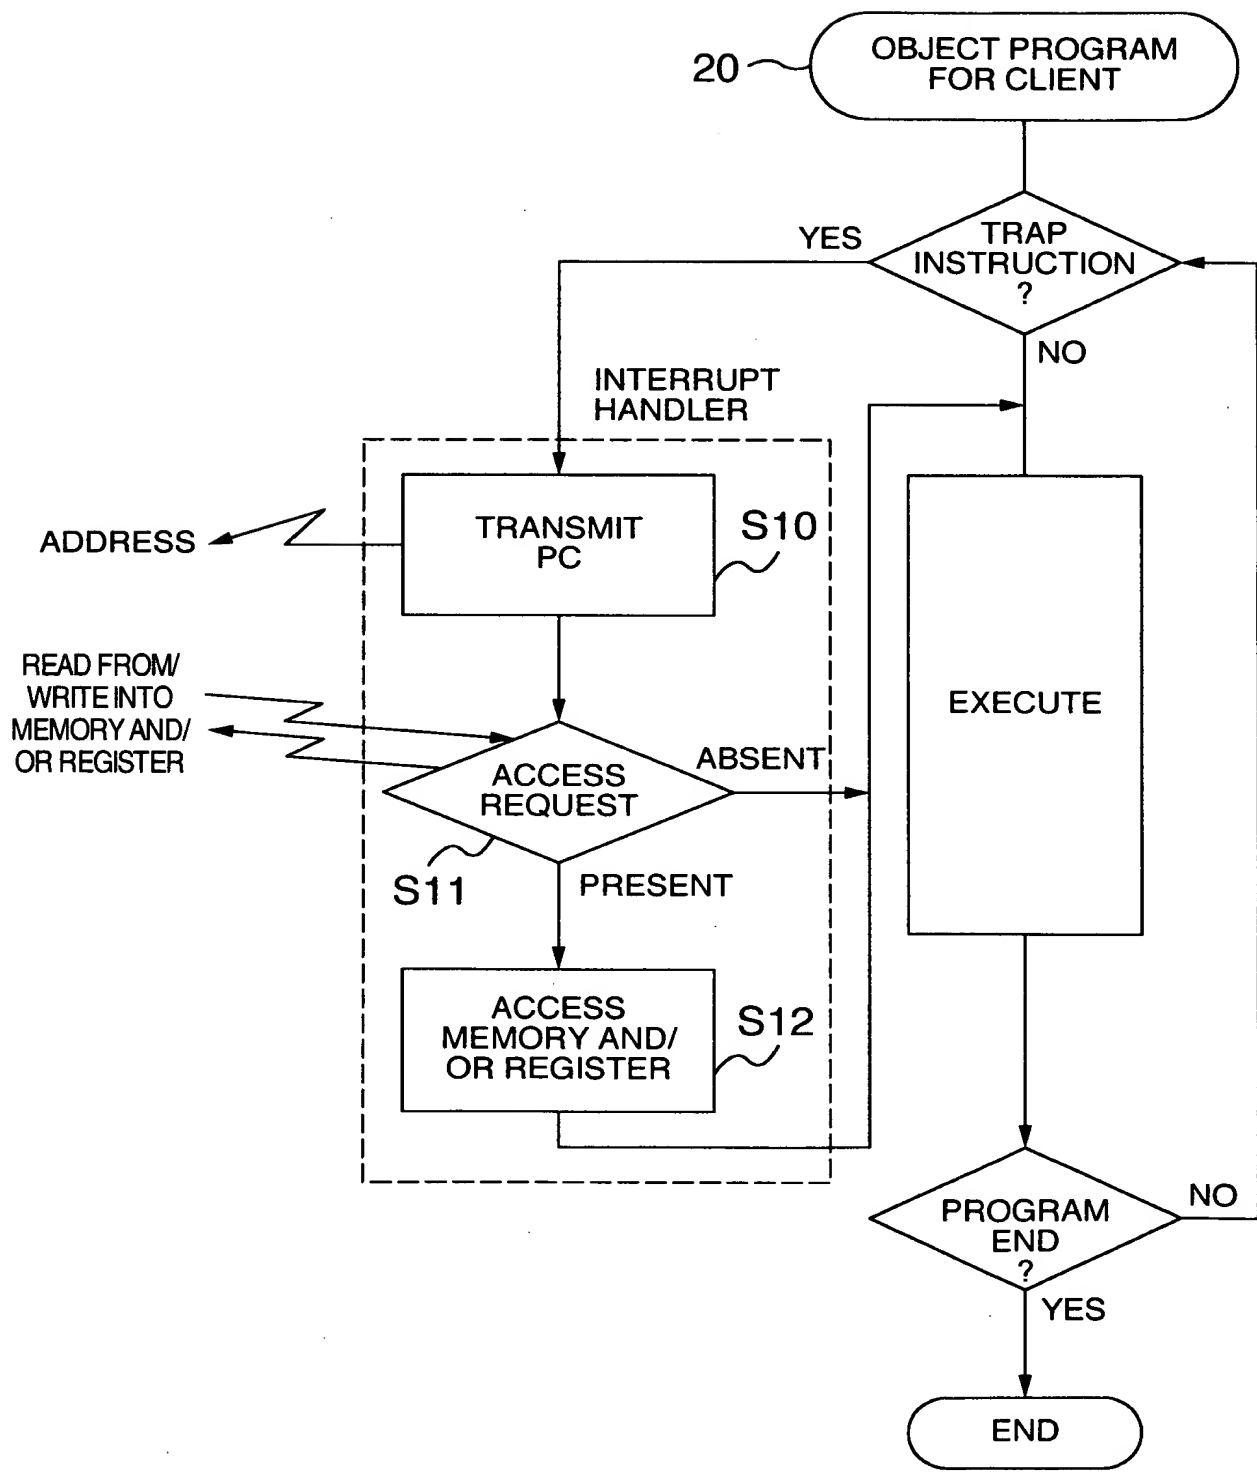 OBJECT PROGRAM
FOR CLIENT
20
TRAP
INSTRUCTION
?
YES
NO
INTERRUPT
HANDLER
TRANSMIT
PC
S10
ADDRESS
READ FROM/
WRITE INTO
MEMORY AND/
OR REGISTER
ACCESS
REQUEST
ABSENT
S11
PRESENT
EXECUTE
ACCESS
MEMORY AND/
OR REGISTER
S12
PROGRAM
END
?
NO
YES
END